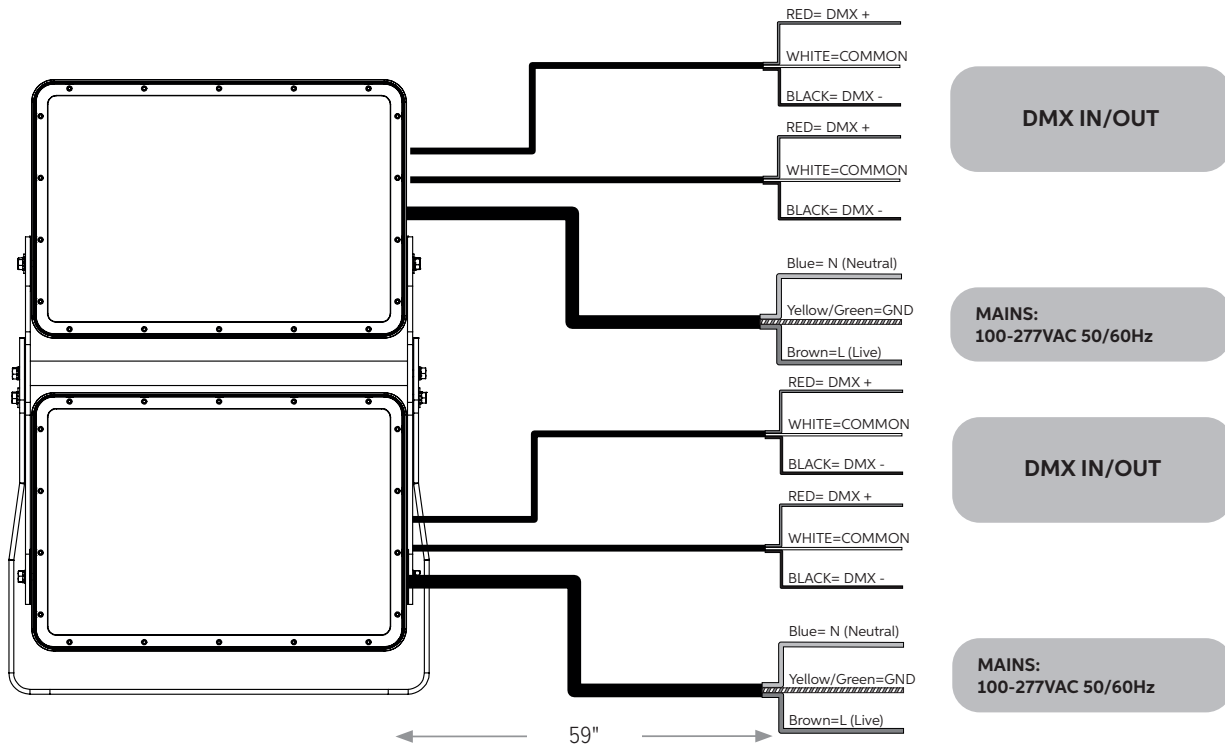 RED= DMX +
WHITE=COMMON
BLACK= DMX -
DMX IN/OUT
RED= DMX +
WHITE=COMMON
BLACK= DMX -
Blue= N (Neutral)
Yellow/Green=GND
Brown=L (Live)
MAINS:
100-277VAC 50/60Hz
RED= DMX +
WHITE=COMMON
BLACK= DMX -
DMX IN/OUT
RED= DMX +
WHITE=COMMON
BLACK= DMX -
Blue= N (Neutral)
Yellow/Green=GND
Brown=L (Live)
MAINS:
100-277VAC 50/60Hz
59"